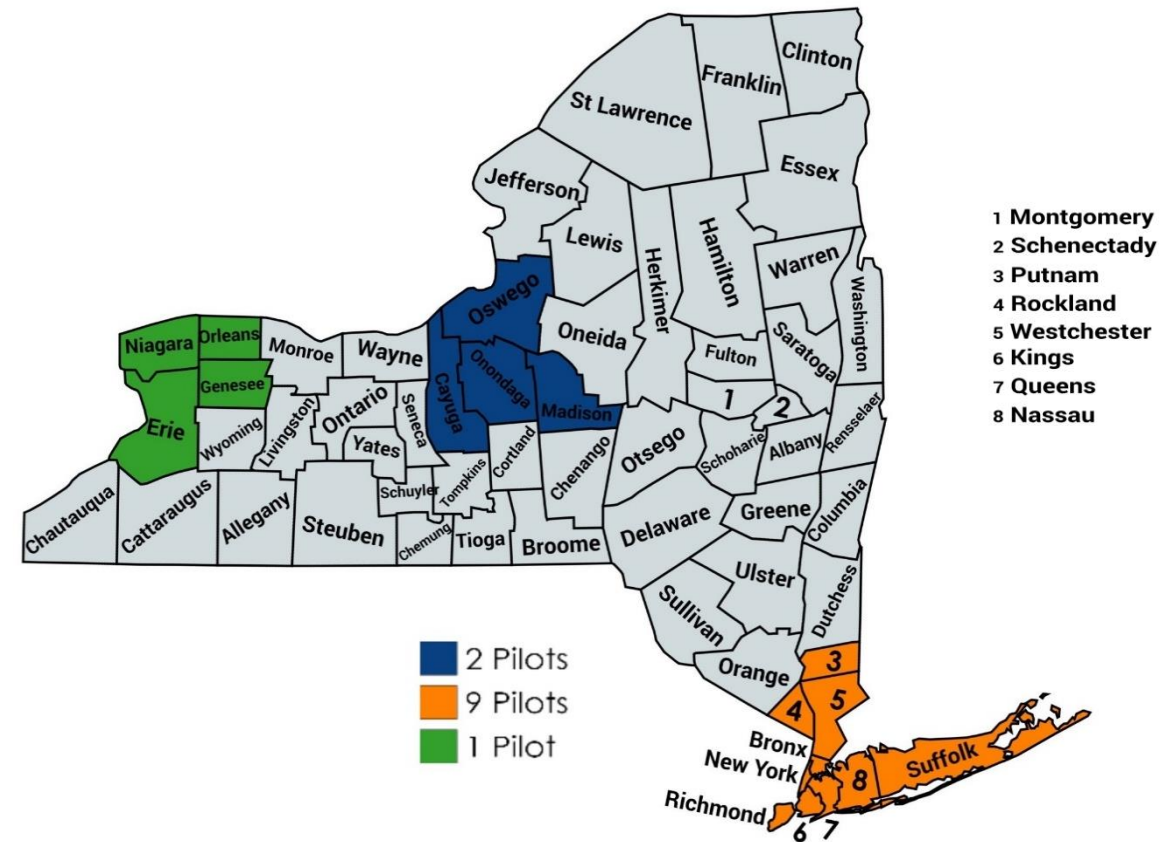 Clinton
Franklin
St Lawrence
Essex
Jefferson
Lewis
Herkimer
Hamilton
Warren
Washington
Oswego
Oneida
Saratoga
Fulton
Niagara
Orleans
Monroe
Wayne
Genesee
Cayuga
Onondaga
Madison
1
2
Erie
Wyoming
Livingston
Ontario
Yates
Seneca
Cortland
Chenango
Otsego
Schoharie
Albany
Rensselaer
Chautauqua
Cattaraugus
Allegany
Steuben
Schuyler
Tompkins
Chemung
Tioga
Broome
Delaware
Greene
Columbia
Ulster
Sullivan
Dutchess
Orange
3
4
5
Bronx
New York
Richmond
6
7
8
Suffolk
1 Montgomery
2 Schenectady
3 Putnam
4 Rockland
5 Westchester
6 Kings
7 Queens
8 Nassau
2 Pilots
9 Pilots
1 Pilot